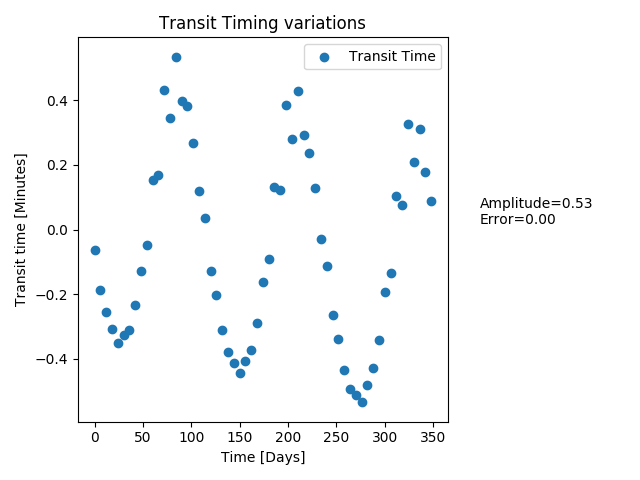 Transit Timing variations
Transit Time
0.4
0.2
0.0
−0.2
−0.4
Transit time [Minutes]
0 50 100 150 200 250 300 350
Time [Days]
Amplitude=0.53
Error=0.00